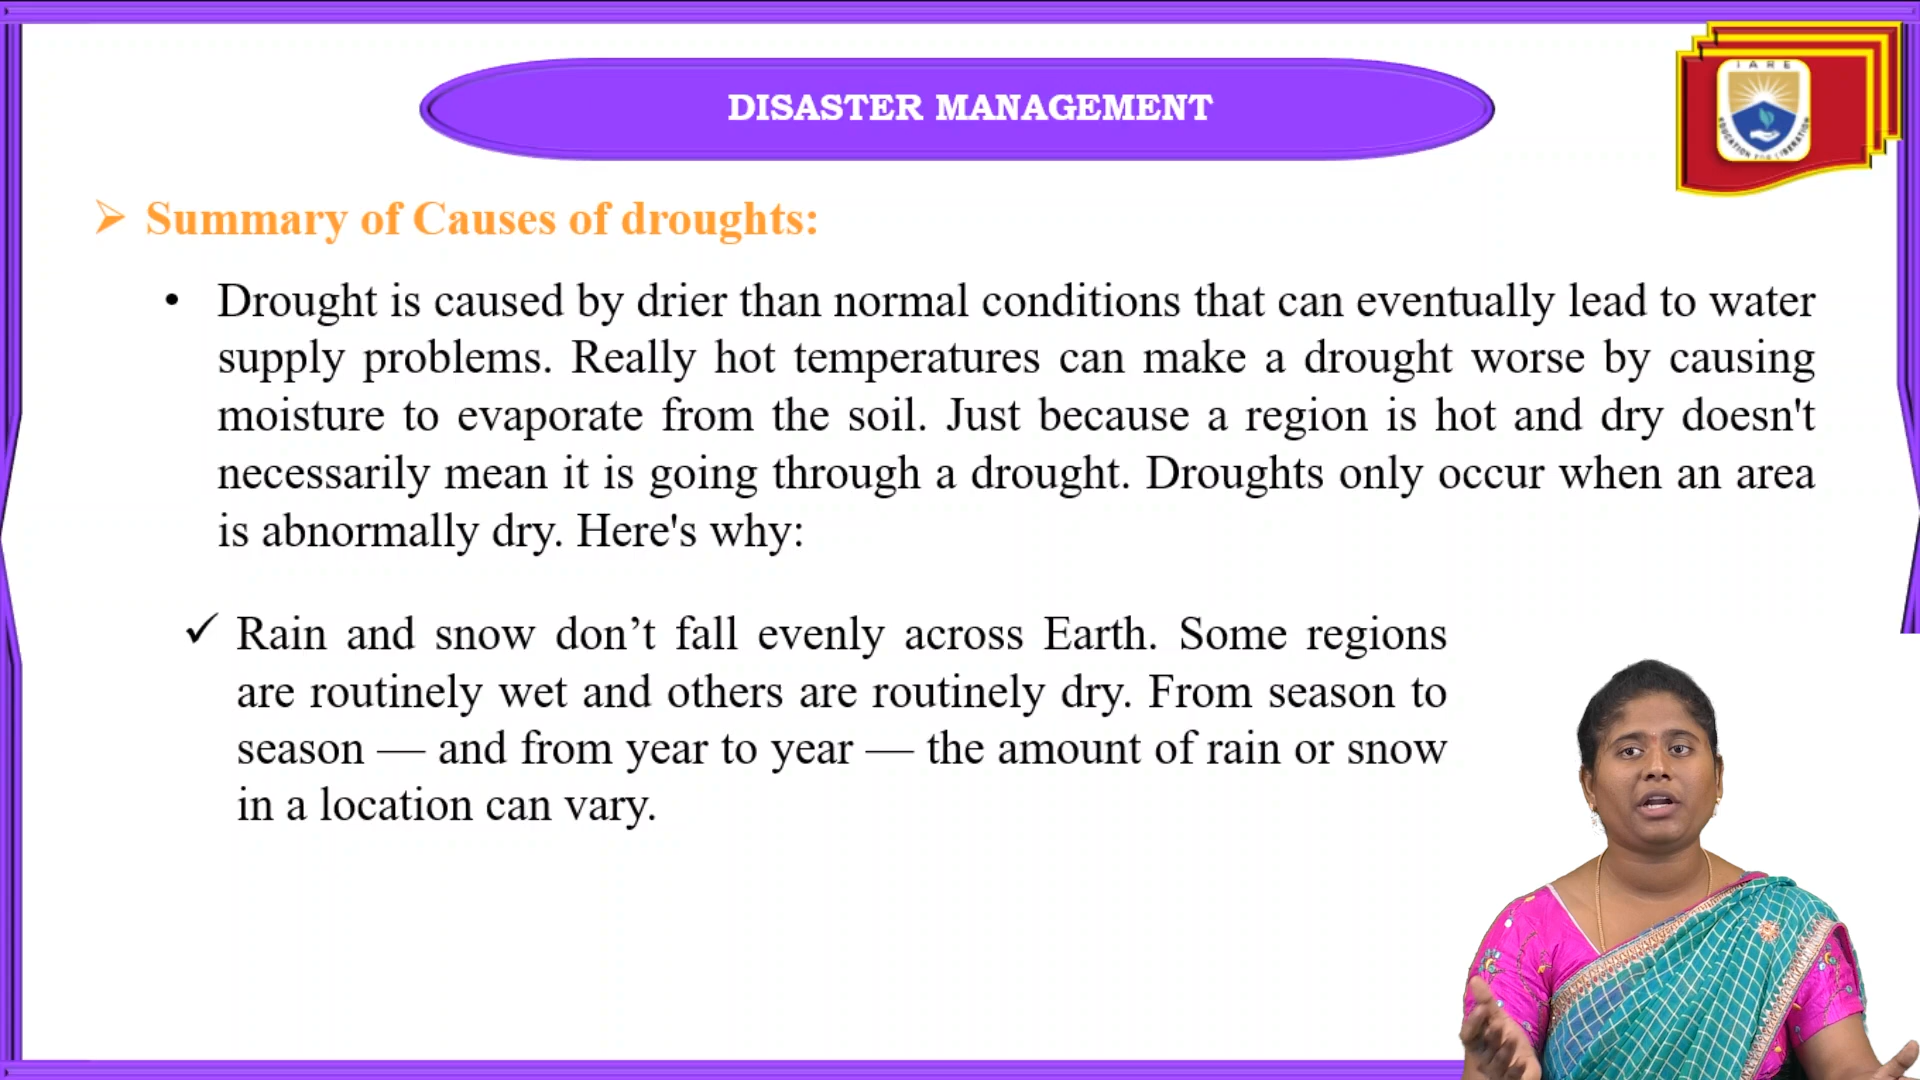 IARE
EDUCATION FOR LIBERATION
DISASTER MANAGEMENT
➢ Summary of Causes of droughts:
• Drought is caused by drier than normal conditions that can eventually lead to water
supply problems. Really hot temperatures can make a drought worse by causing
moisture to evaporate from the soil. Just because a region is hot and dry doesn't
necessarily mean it is going through a drought. Droughts only occur when an area
is abnormally dry. Here's why:
✓ Rain and snow don’t fall evenly across Earth. Some regions
are routinely wet and others are routinely dry. From season to
season — and from year to year — the amount of rain or snow
in a location can vary.